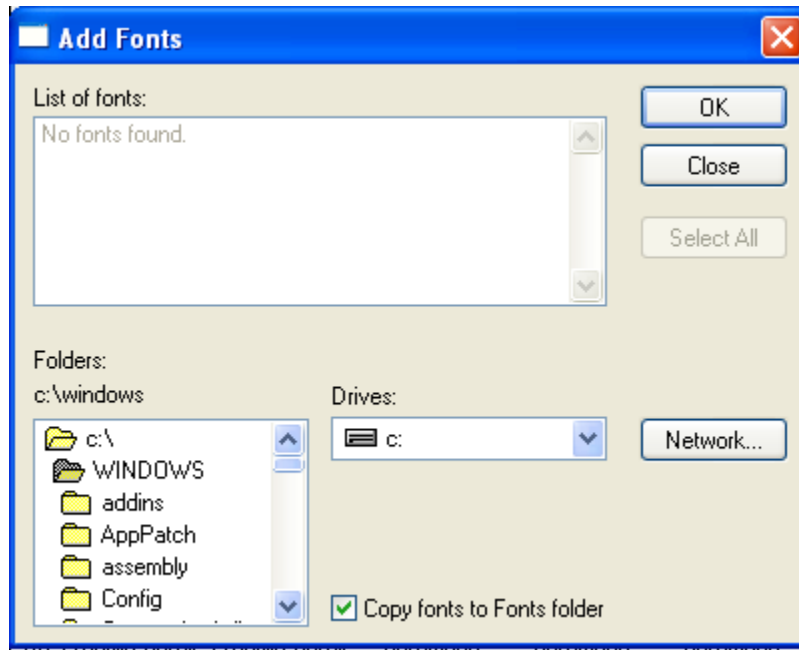 Add Fonts
List of fonts:
No fonts found.
OK
Close
Select All
Folders:
c:\windows
Drives:
c:\
WINDOWS
addins
AppPatch
assembly
Config
c:
Network...
Copy fonts to Fonts folder